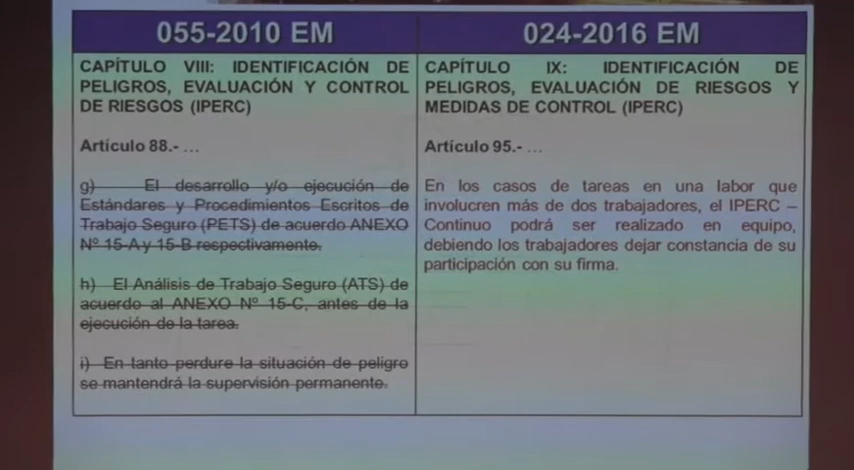 055-2010 EM
024-2016 EM
CAPÍTULO VIII: IDENTIFICACIÓN DE
PELIGROS, EVALUACIÓN Y CONTROL
DE RIESGOS (IPERC)
Artículo 88.- ...
g) El desarrollo y/o ejecución de
Estándares y Procedimientos Escritos de
Trabajo Seguro (PETS) de acuerdo ANEXO
Nº 15-A y 15-B respectivamente.
h) El Análisis de Trabajo Seguro (ATS) de
acuerdo al ANEXO Nº 15-C, antes de la
ejecución de la tarea.
i) En tanto perdure la situación de peligro
se mantendrá la supervisión permanente.
CAPÍTULO IX: IDENTIFICACIÓN DE
PELIGROS, EVALUACIÓN DE RIESGOS Y
MEDIDAS DE CONTROL (IPERC)
Artículo 95.- ...
En los casos de tareas en una labor que
involucren más de dos trabajadores, el IPERC –
Continuo podrá ser realizado en equipo,
debiendo los trabajadores dejar constancia de su
participación con su firma.